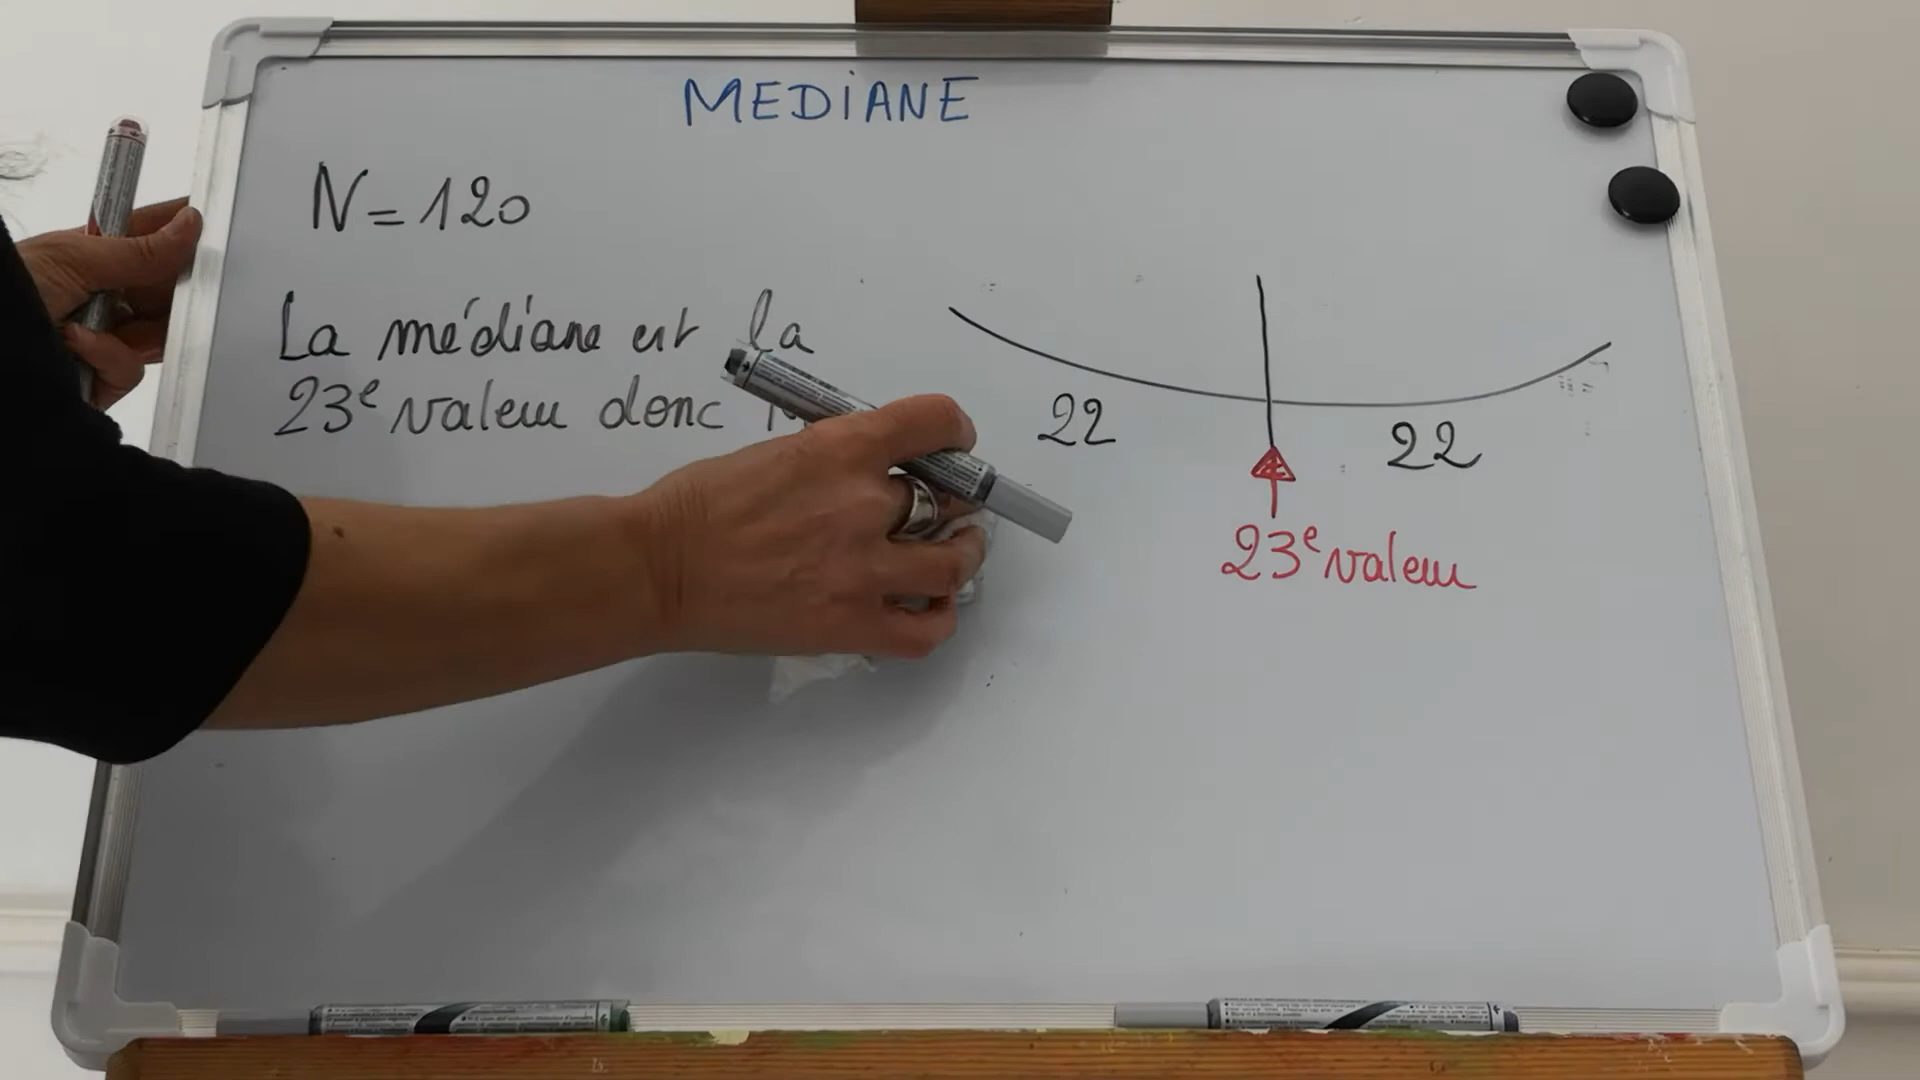 MEDIANE
N = 120
La médiane est la
23e valeur donc
22
22
23e valeur